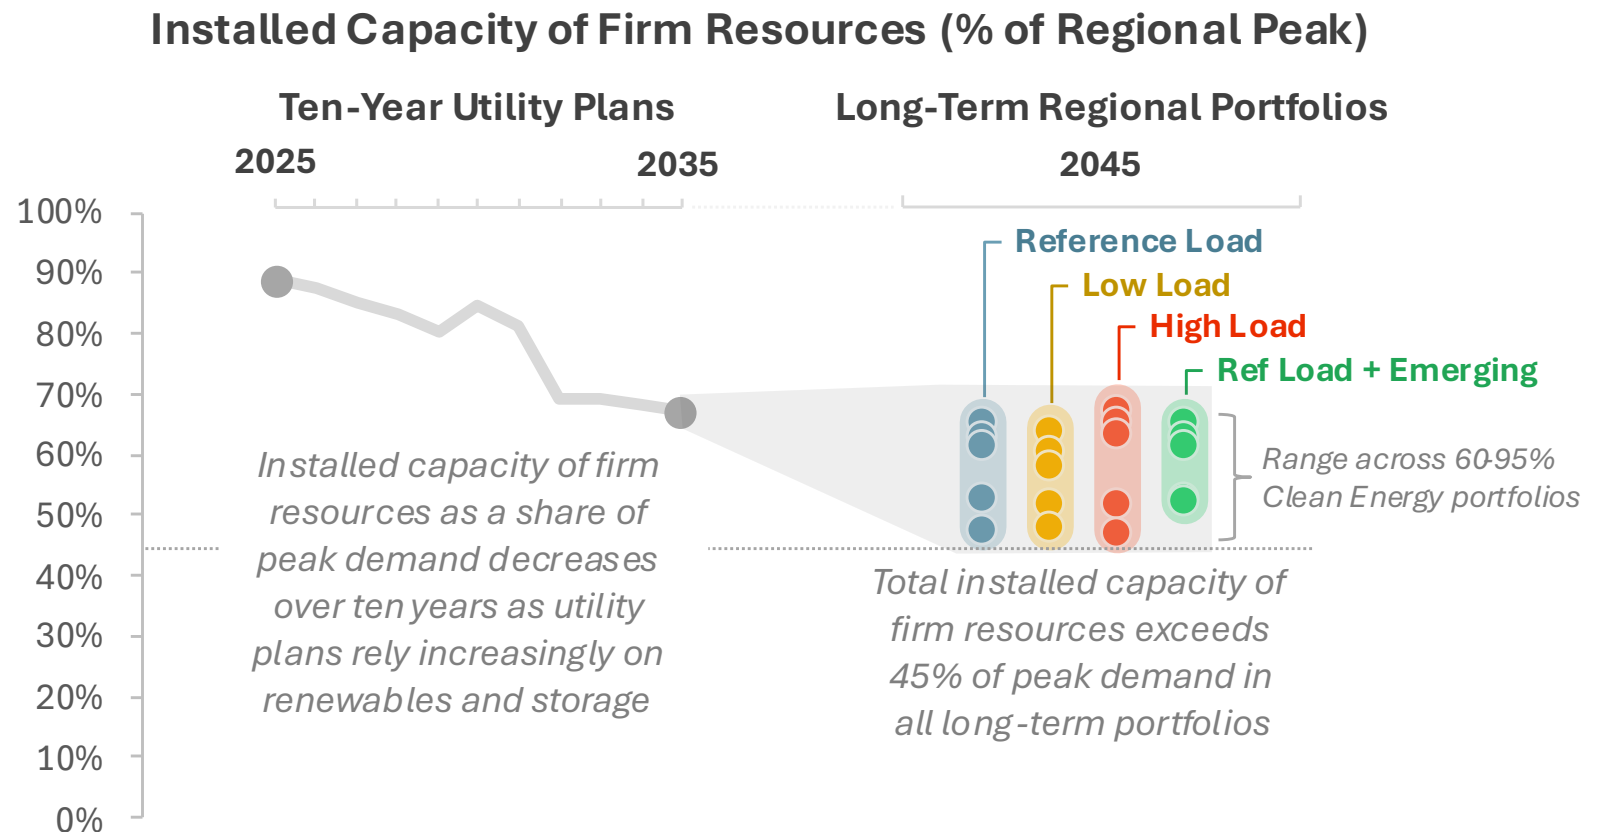 Installed Capacity of Firm Resources (% of Regional Peak)
Ten-Year Utility Plans
Long-Term Regional Portfolios
2025
2035
2045
100%
90%
80%
70%
60%
50%
40%
30%
20%
10%
0%
Reference Load
Low Load
High Load
Ref Load + Emerging
Range across 60-95%
Clean Energy portfolios
Installed capacity of firm
resources as a share of
peak demand decreases
over ten years as utility
plans rely increasingly on
renewables and storage
Total installed capacity of
firm resources exceeds
45% of peak demand in
all long-term portfolios